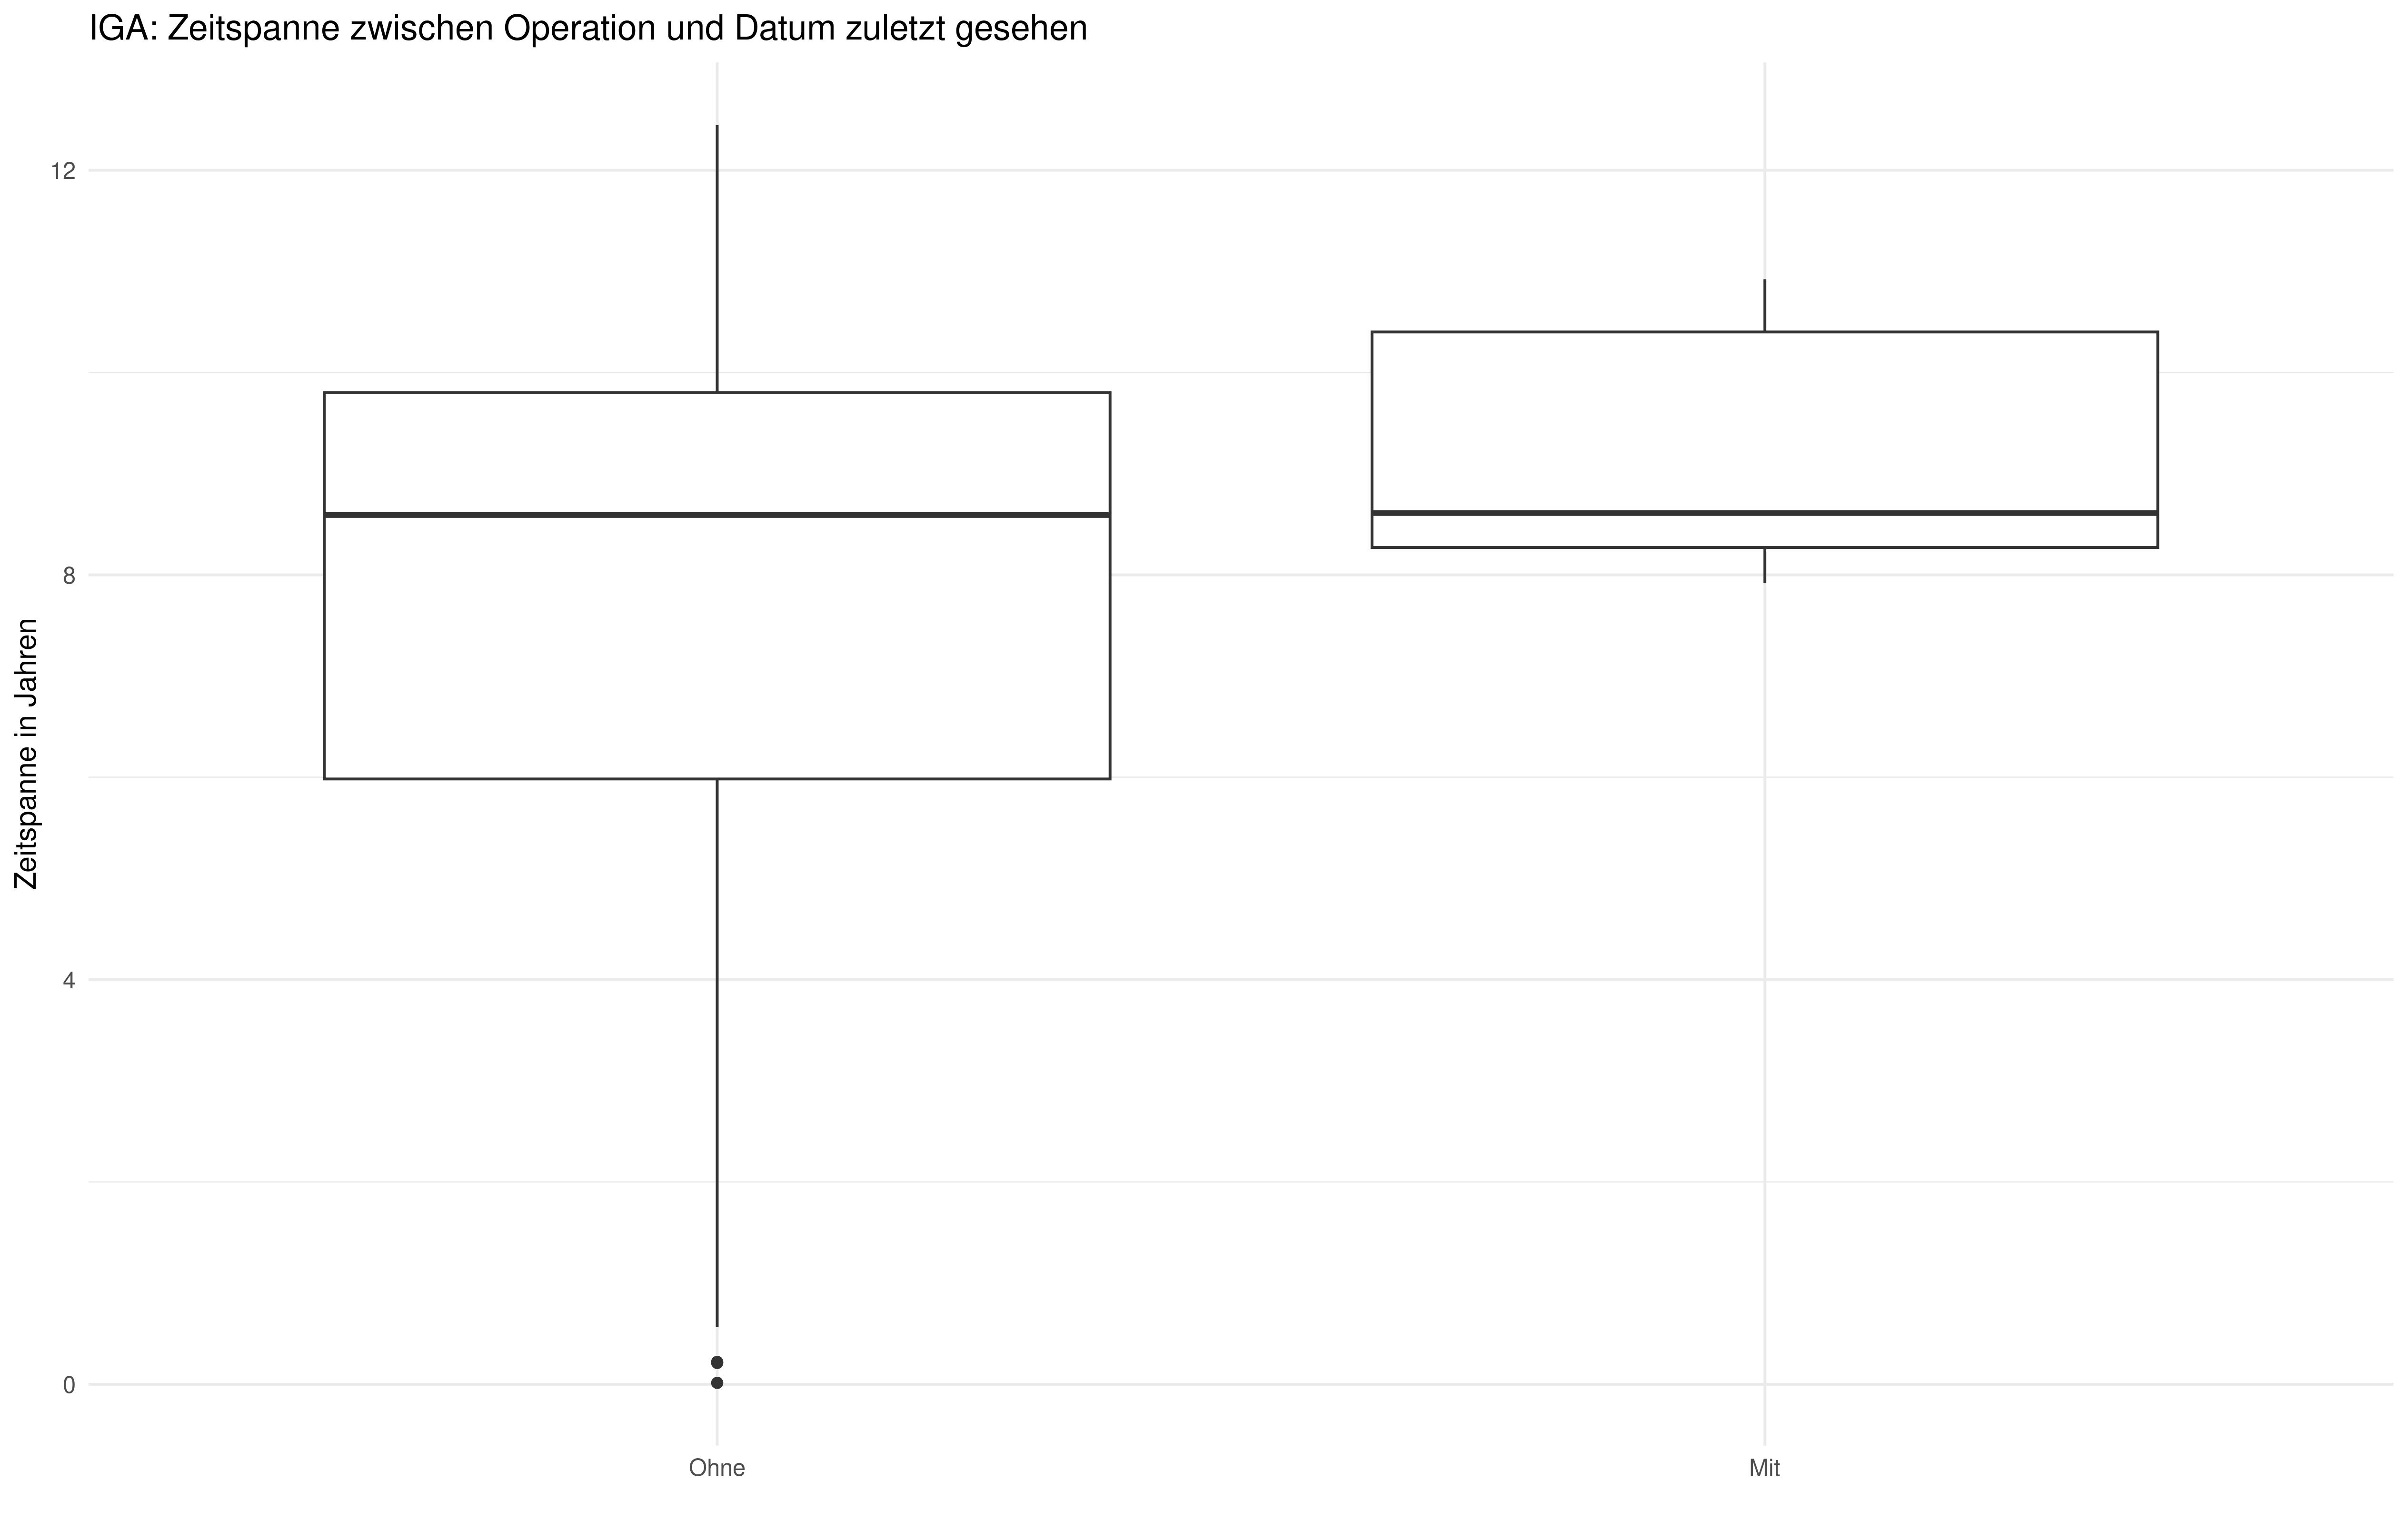 IGA: Zeitspanne zwischen Operation und Datum zuletzt gesehen
Zeitspanne in Jahren
12
8
4
0
Ohne
Mit